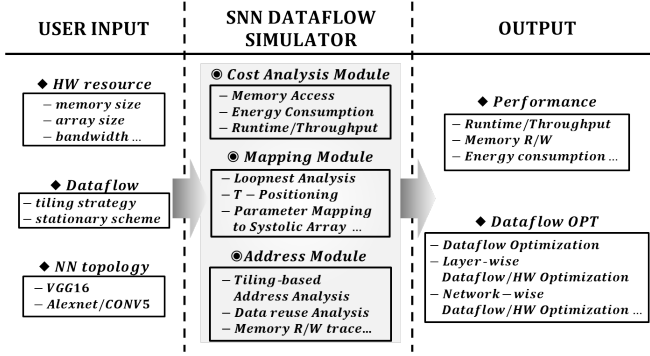 USER INPUT
◆ HW resource
− memory size
− array size
− bandwidth …
◆ Dataflow
− tiling strategy
− stationary scheme
◆ NN topology
− VGG16
− Alexnet/CONV5
SNN DATAFLOW
SIMULATOR
◉ Cost Analysis Module
− Memory Access
− Energy Consumption
− Runtime/Throughput
◉ Mapping Module
− Loopnest Analysis
− T − Positioning
− Parameter Mapping
to Systolic Array …
◉ Address Module
− Tiling-based
Address Analysis
− Data reuse Analysis
− Memory R/W trace…
OUTPUT
◆ Performance
− Runtime/Throughput
− Memory R/W
− Energy consumption …
◆ Dataflow OPT
− Dataflow Optimization
− Layer-wise
Dataflow/HW Optimization
− Network−wise
Dataflow/HW Optimization …